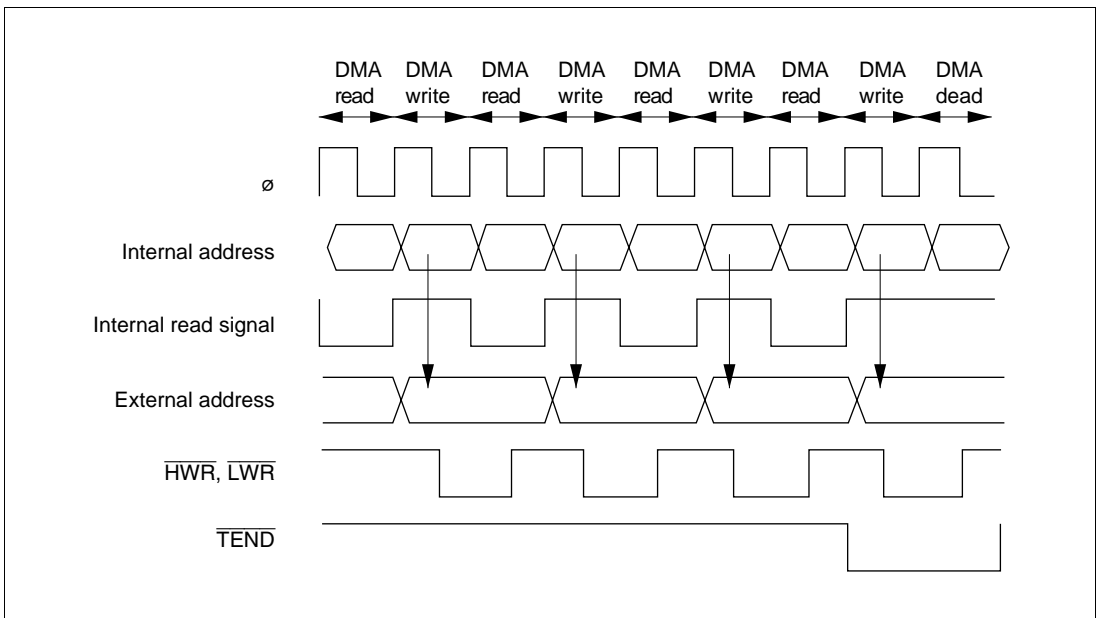 DMA DMA DMA DMA DMA DMA DMA DMA DMA
read write read write read write read write dead
ø
Internal address
Internal read signal
External address
HWR, LWR
TEND